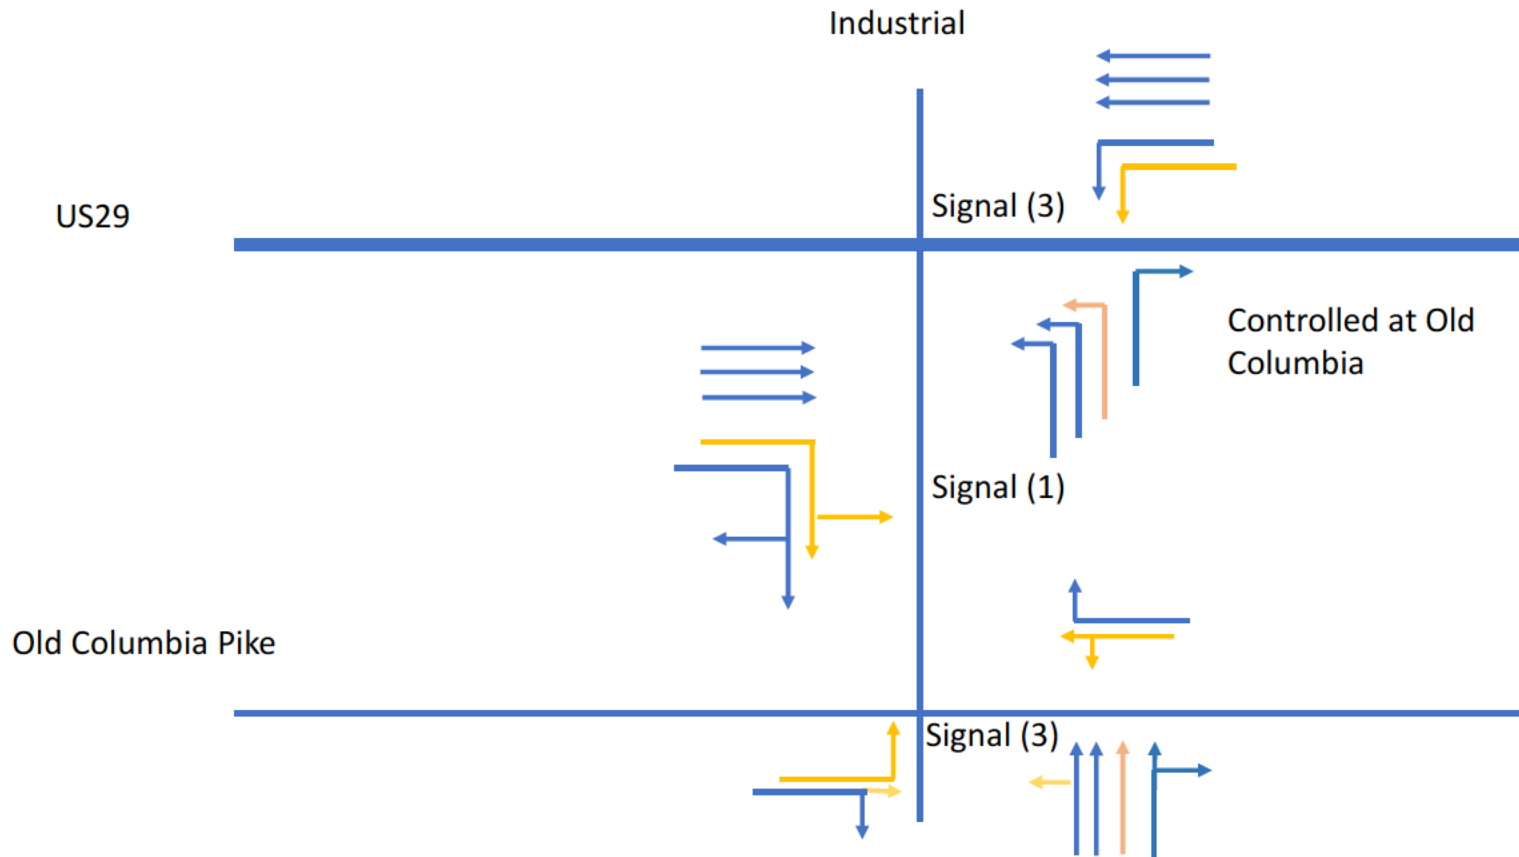 Industrial
Signal (3)
US29
Controlled at Old
Columbia
Signal (1)
Old Columbia Pike
Signal (3)